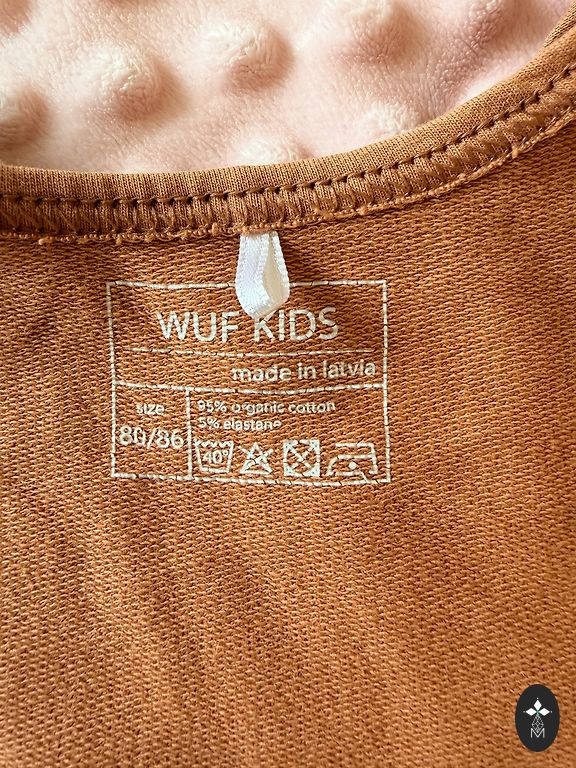 WUF KIDS
made in latvia
size
80/86
95% organic cotton
5% elastane
40°
M